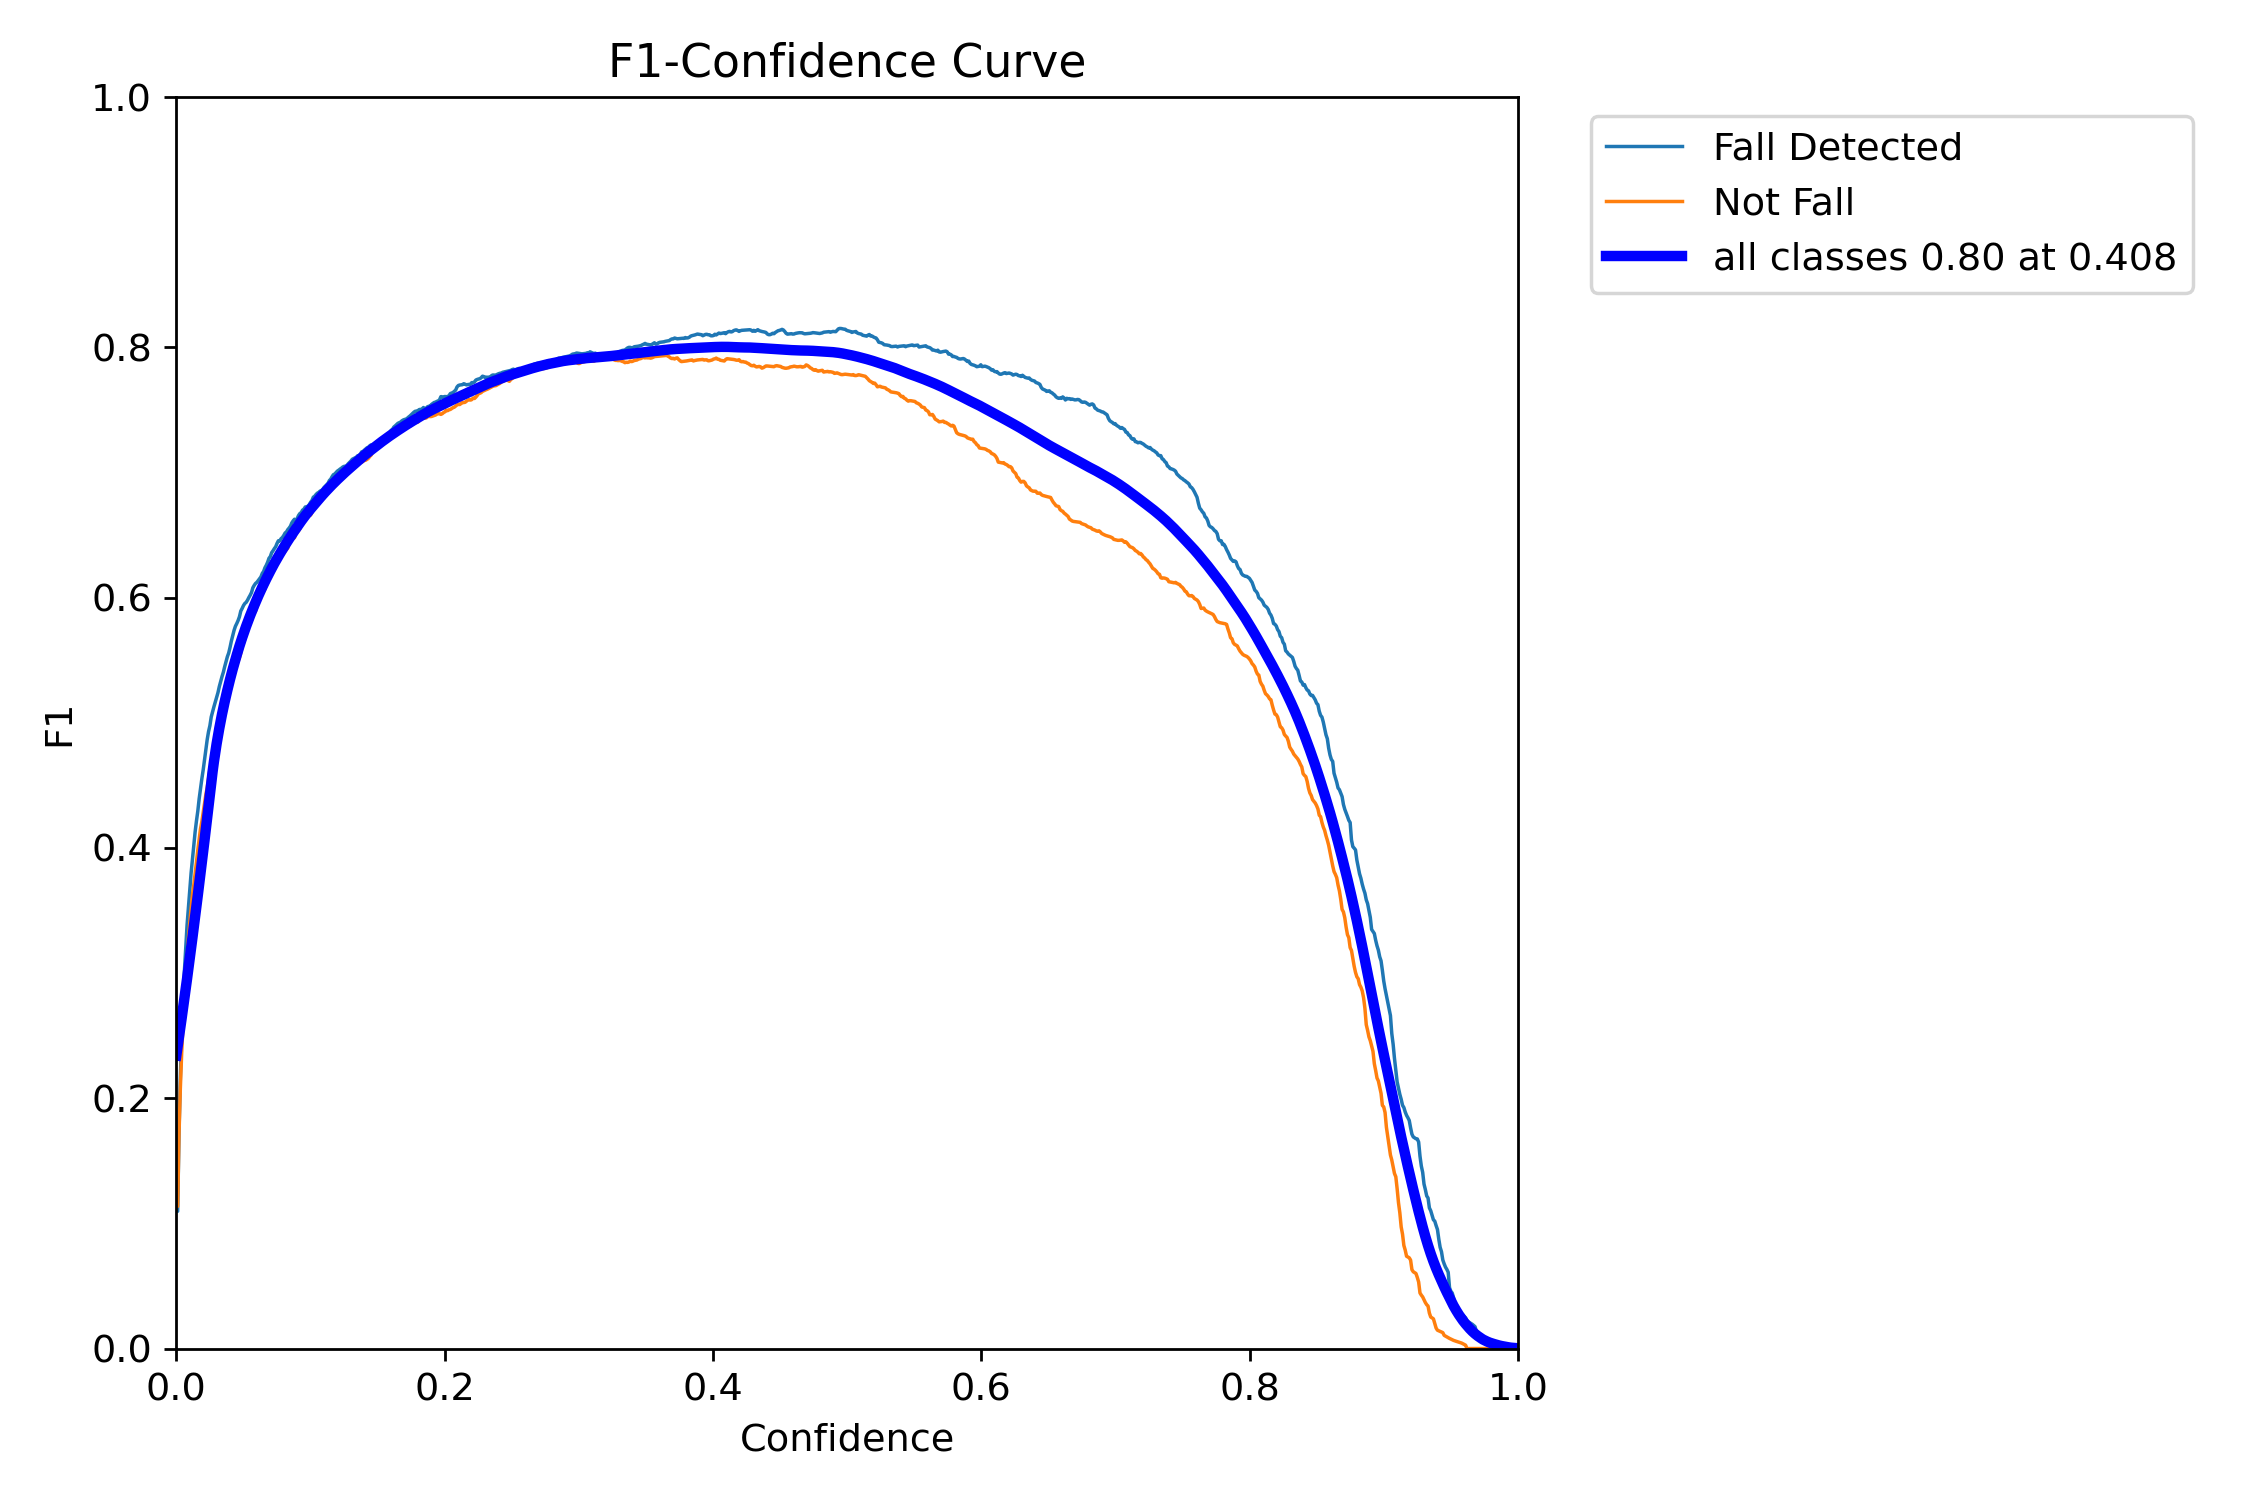 F1-Confidence Curve
1.0
0.8
0.6
0.4
0.2
0.0
F1
0.0 0.2 0.4 0.6 0.8 1.0
Confidence
Fall Detected
Not Fall
all classes 0.80 at 0.408